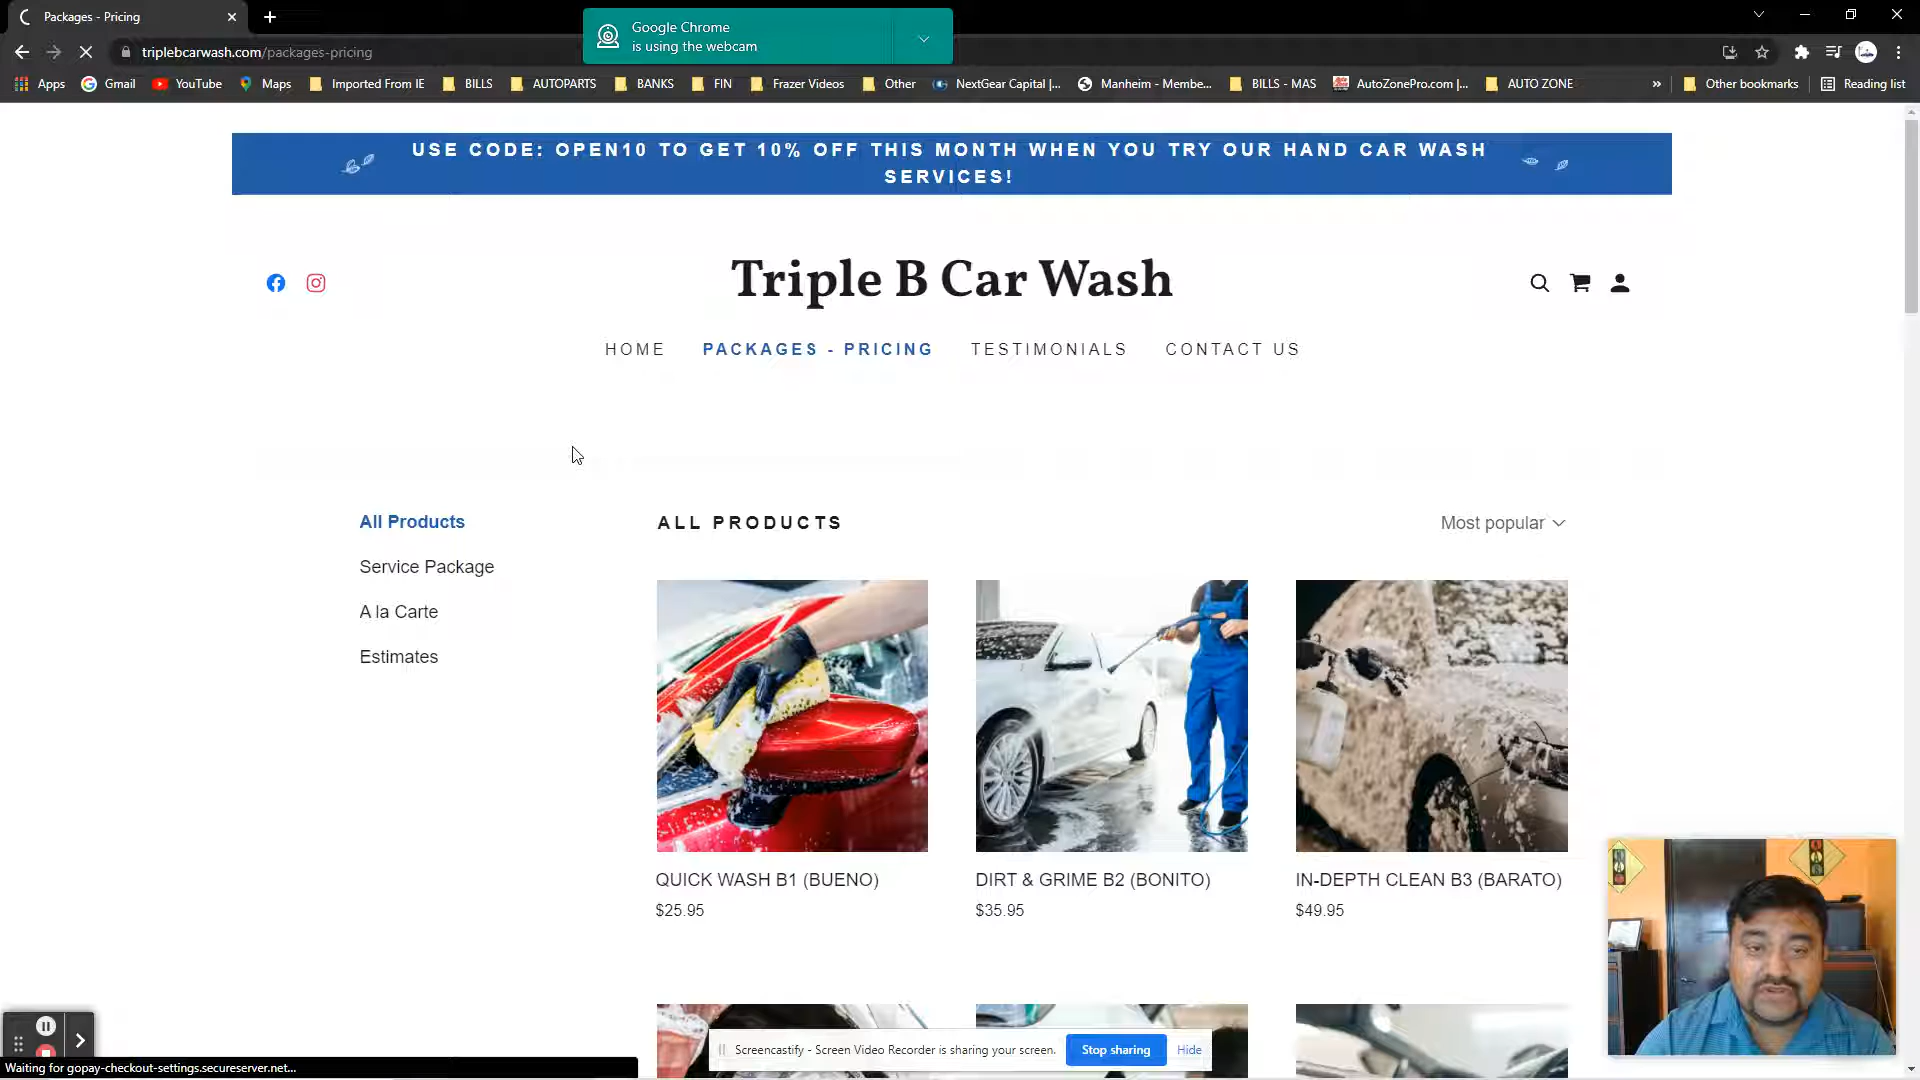 Packages - Pricing
Google Chrome
is using the webcam
triplebcarwash.com/packages-pricing
Apps Gmail YouTube Maps Imported From IE BILLS AUTOPARTS BANKS FIN Frazer Videos Other NextGear Capital |... Manheim - Membe... BILLS - MAS AutoZonePro.com |... AUTO ZONE » Other bookmarks Reading list
USE CODE: OPEN10 TO GET 10% OFF THIS MONTH WHEN YOU TRY OUR HAND CAR WASH
SERVICES!
Triple B Car Wash
HOME PACKAGES - PRICING TESTIMONIALS CONTACT US
All Products
Service Package
A la Carte
Estimates
ALL PRODUCTS
Most popular
QUICK WASH B1 (BUENO)
$25.95
DIRT & GRIME B2 (BONITO)
$35.95
IN-DEPTH CLEAN B3 (BARATO)
$49.95
Screencastify - Screen Video Recorder is sharing your screen. Stop sharing Hide
Waiting for gopay-checkout-settings.secureserver.net...